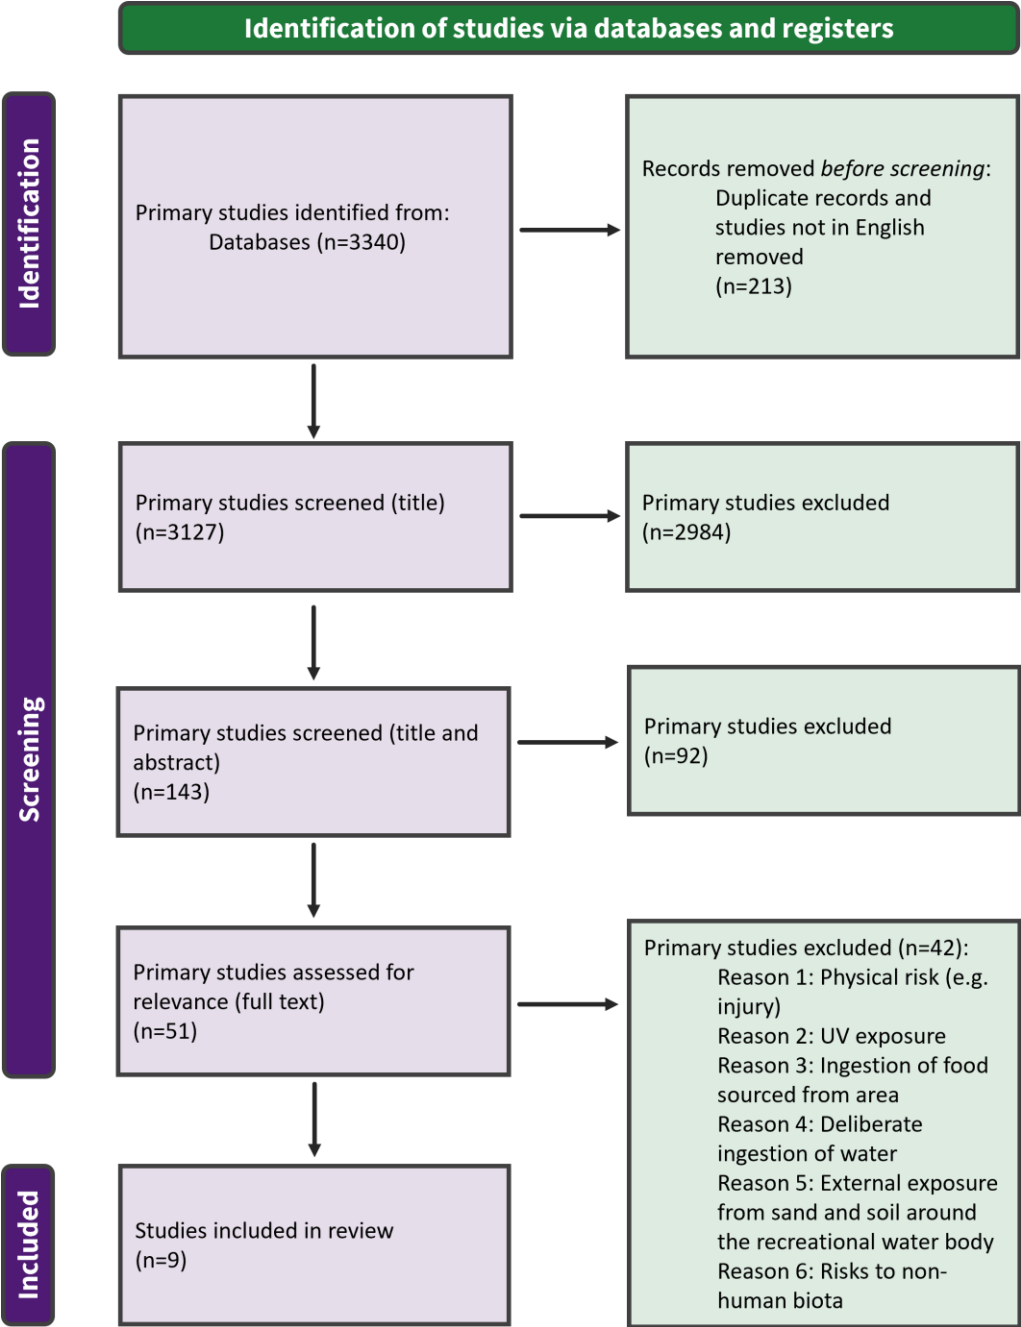 Identification of studies via databases and registers
Identification
Primary studies identified from:
Databases (n=3340)
Records removed before screening:
Duplicate records and
studies not in English
removed
(n=213)
Screening
Primary studies screened (title)
(n=3127)
Primary studies excluded
(n=2984)
Primary studies screened (title and
abstract)
(n=143)
Primary studies excluded
(n=92)
Primary studies assessed for
relevance (full text)
(n=51)
Primary studies excluded (n=42):
Reason 1: Physical risk (e.g.
injury)
Reason 2: UV exposure
Reason 3: Ingestion of food
sourced from area
Reason 4: Deliberate
ingestion of water
Reason 5: External exposure
from sand and soil around
the recreational water body
Reason 6: Risks to non-
human biota
Included
Studies included in review
(n=9)